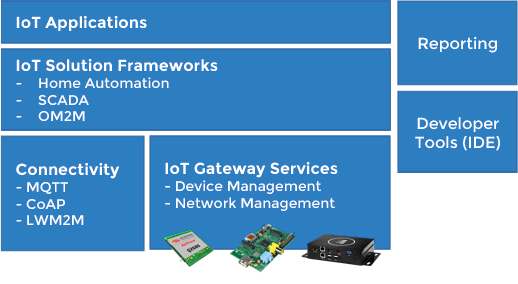 IoT Applications
IoT Solution Frameworks
- Home Automation
- SCADA
- OM2M
Connectivity
- MQTT
- CoAP
- LWM2M
IoT Gateway Services
- Device Management
- Network Management
Reporting
Developer
Tools (IDE)